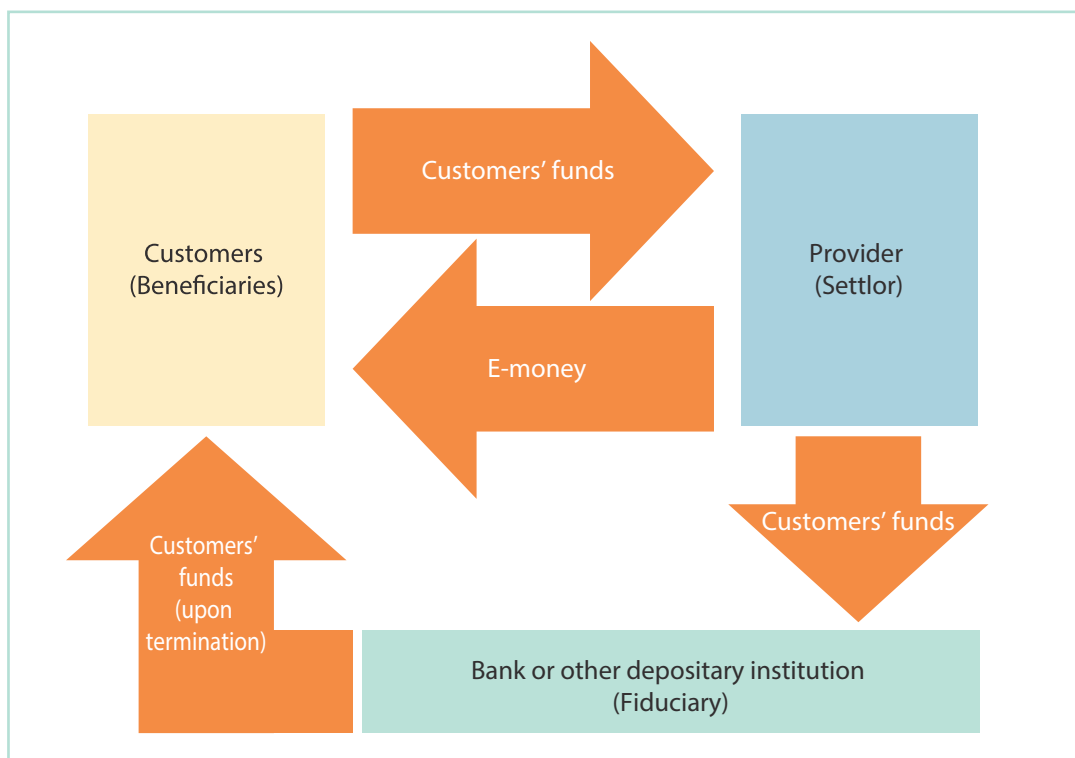 Customers’ funds
Customers
(Beneficiaries)
Provider
(Settlor)
E-money
Customers’ funds
Customers’
funds
(upon
termination)
Bank or other depositary institution
(Fiduciary)